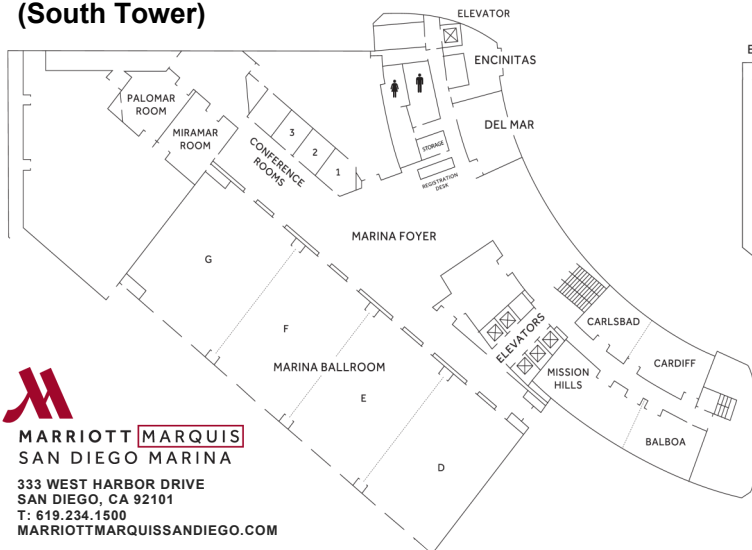 (South Tower)
ELEVATOR
ENCINITAS
E
PALOMAR
ROOM
MIRAMAR
ROOM
3
2
1
CONFERENCE
ROOMS
DEL MAR
STORAGE
REGISTRATION
DESK
MARINA FOYER
G
F
MARINA BALLROOM
E
D
ELEVATORS
CARLSBAD
CARDIFF
MISSION
HILLS
BALBOA
MARRIOTT MARQUIS
SAN DIEGO MARINA
333 WEST HARBOR DRIVE
SAN DIEGO, CA 92101
T: 619.234.1500
MARRIOTTMARQUISSANDIEGO.COM